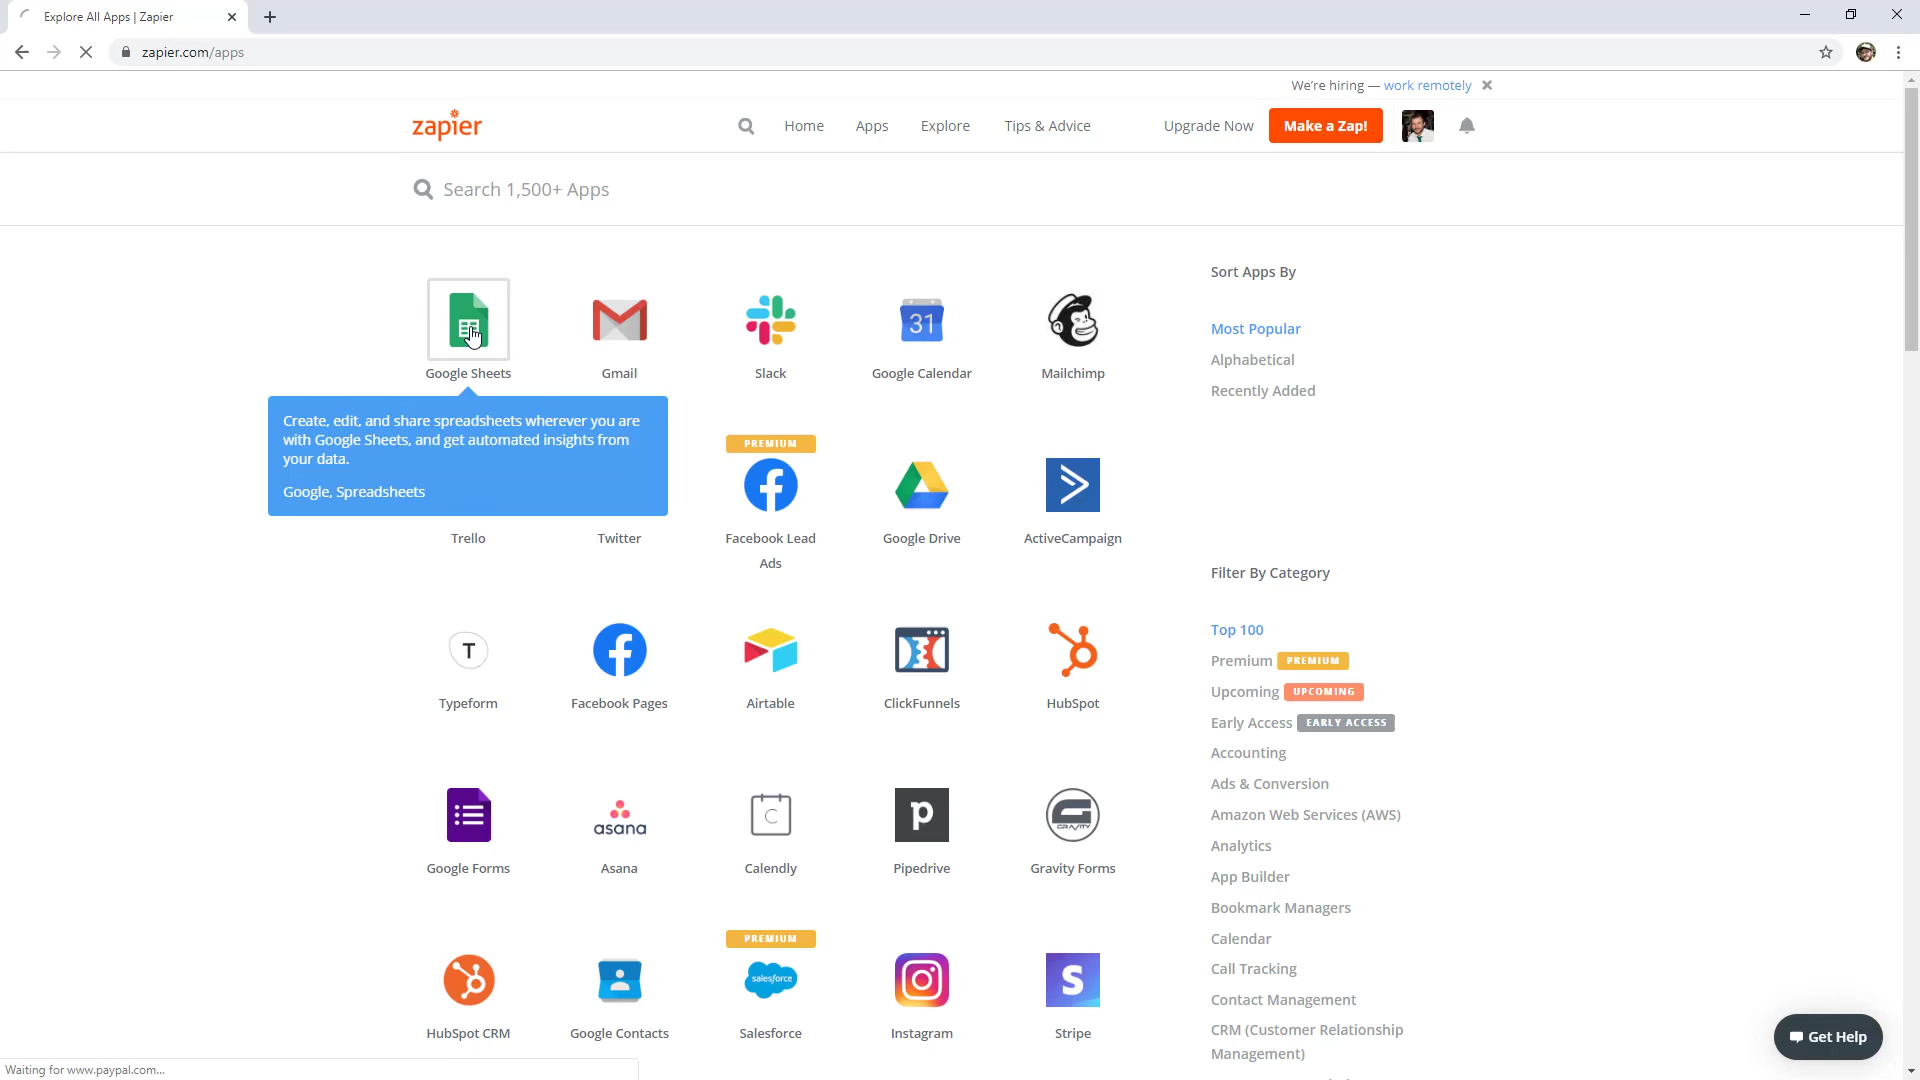 Explore All Apps | Zapier
zapier.com/apps
We're hiring — work remotely
zapier
Home
Apps
Explore
Tips & Advice
Upgrade Now
Make a Zap!
Search 1,500+ Apps
Google Sheets
Gmail
Slack
31
Google Calendar
Mailchimp
Create, edit, and share spreadsheets wherever you are
with Google Sheets, and get automated insights from
your data.
Google, Spreadsheets
Trello
Twitter
PREMIUM
Facebook Lead
Ads
Google Drive
ActiveCampaign
T
Typeform
Facebook Pages
Airtable
ClickFunnels
HubSpot
Google Forms
asana
Asana
C
Calendly
p
Pipedrive
GRAVITY
Gravity Forms
HubSpot CRM
Google Contacts
PREMIUM
salesforce
Salesforce
Instagram
S
Stripe
Sort Apps By
Most Popular
Alphabetical
Recently Added
Filter By Category
Top 100
Premium PREMIUM
Upcoming UPCOMING
Early Access EARLY ACCESS
Accounting
Ads & Conversion
Amazon Web Services (AWS)
Analytics
App Builder
Bookmark Managers
Calendar
Call Tracking
Contact Management
CRM (Customer Relationship
Management)
Get Help
Waiting for www.paypal.com...